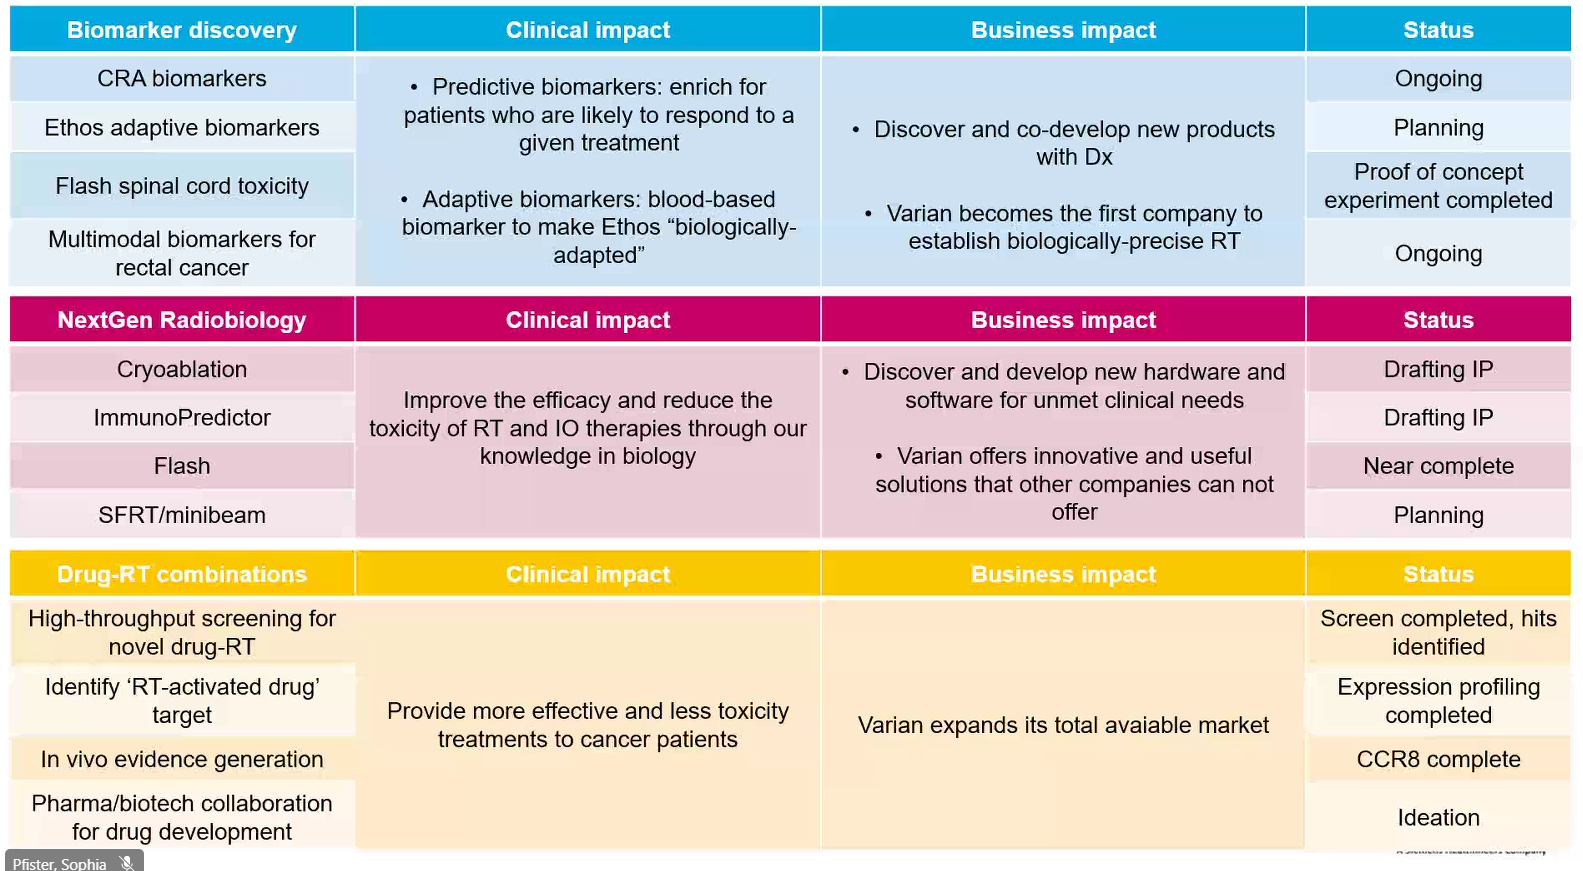 Biomarker discovery
Clinical impact
Business impact
Status
CRA biomarkers
Ethos adaptive biomarkers
Flash spinal cord toxicity
Multimodal biomarkers for
rectal cancer
• Predictive biomarkers: enrich for
patients who are likely to respond to a
given treatment
• Adaptive biomarkers: blood-based
biomarker to make Ethos “biologically-
adapted”
• Discover and co-develop new products
with Dx
• Varian becomes the first company to
establish biologically-precise RT
Ongoing
Planning
Proof of concept
experiment completed
Ongoing
NextGen Radiobiology
Clinical impact
Business impact
Status
Cryoablation
ImmunoPredictor
Flash
SFRT/minibeam
Improve the efficacy and reduce the
toxicity of RT and IO therapies through our
knowledge in biology
• Discover and develop new hardware and
software for unmet clinical needs
• Varian offers innovative and useful
solutions that other companies can not
offer
Drafting IP
Drafting IP
Near complete
Planning
Drug-RT combinations
Clinical impact
Business impact
Status
High-throughput screening for
novel drug-RT
Identify ‘RT-activated drug’
target
In vivo evidence generation
Pharma/biotech collaboration
for drug development
Provide more effective and less toxicity
treatments to cancer patients
Varian expands its total avaiable market
Screen completed, hits
identified
Expression profiling
completed
CCR8 complete
Ideation
Pfister, Sophia